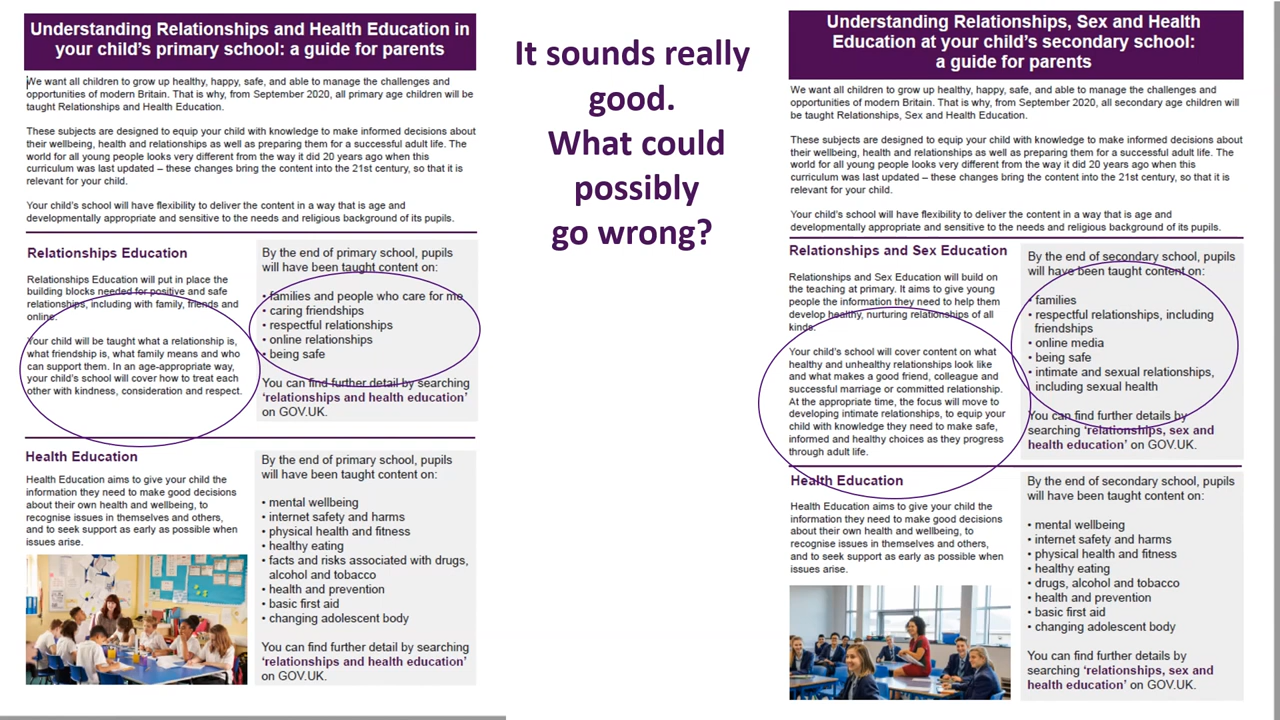 Understanding Relationships and Health Education in
your child's primary school: a guide for parents
We want all children to grow up healthy, happy, safe, and able to manage the challenges and
opportunities of modern Britain. That is why, from September 2020, all primary age children will be
taught Relationships and Health Education.
These subjects are designed to equip your child with knowledge to make informed decisions about
their wellbeing, health and relationships as well as preparing them for a successful adult life. The
world for all young people looks very different from the way it did 20 years ago when this
curriculum was last updated – these changes bring the content into the 21st century, so that it is
relevant for your child.
Your child's school will have flexibility to deliver the content in a way that is age and
developmentally appropriate and sensitive to the needs and religious background of its pupils.
Relationships Education
Relationships Education will put in place the
building blocks needed for positive and safe
relationships, including with family, friends and
online.
Your child will be taught what a relationship is,
what friendship is, what family means and who
can support them. In an age-appropriate way,
your child's school will cover how to treat each
other with kindness, consideration and respect.
By the end of primary school, pupils
will have been taught content on:
• families and people who care for me
• caring friendships
• respectful relationships
• online relationships
• being safe
You can find further detail by searching
'relationships and health education'
on GOV.UK.
Health Education
Health Education aims to give your child the
information they need to make good decisions
about their own health and wellbeing, to
recognise issues in themselves and others,
and to seek support as early as possible when
issues arise.
By the end of primary school, pupils
will have been taught content on:
• mental wellbeing
• internet safety and harms
• physical health and fitness
• healthy eating
• facts and risks associated with drugs,
alcohol and tobacco
• health and prevention
• basic first aid
• changing adolescent body
You can find further detail by searching
'relationships and health education'
on GOV.UK.
It sounds really
good.
What could
possibly
go wrong?
Understanding Relationships, Sex and Health
Education at your child's secondary school:
a guide for parents
We want all children to grow up healthy, happy, safe, and able to manage the challenges and
opportunities of modern Britain. That is why, from September 2020, all secondary age children will
be taught Relationships, Sex and Health Education.
These subjects are designed to equip your child with knowledge to make informed decisions about
their wellbeing, health and relationships as well as preparing them for a successful adult life. The
world for all young people looks very different from the way it did 20 years ago when this
curriculum was last updated – these changes bring the content into the 21st century, so that it is
relevant for your child.
Your child's school will have flexibility to deliver the content in a way that is age and
developmentally appropriate and sensitive to the needs and religious background of its pupils.
Relationships and Sex Education
Relationships and Sex Education will build on
the teaching at primary. It aims to give young
people the information they need to help them
develop healthy, nurturing relationships of all
kinds.
Your child's school will cover content on what
healthy and unhealthy relationships look like
and what makes a good friend, colleague and
successful marriage or committed relationship.
At the appropriate time, the focus will move to
developing intimate relationships, to equip your
child with knowledge they need to make safe,
informed and healthy choices as they progress
through adult life.
By the end of secondary school, pupils
will have been taught content on:
• families
• respectful relationships, including
friendships
• online media
• being safe
• intimate and sexual relationships,
including sexual health
You can find further details by
searching 'relationships, sex and
health education' on GOV.UK.
Health Education
Health Education aims to give your child the
information they need to make good decisions
about their own health and wellbeing, to
recognise issues in themselves and others,
and to seek support as early as possible when
issues arise.
By the end of secondary school, pupils
will have been taught content on:
• mental wellbeing
• internet safety and harms
• physical health and fitness
• healthy eating
• drugs, alcohol and tobacco
• health and prevention
• basic first aid
• changing adolescent body
You can find further details by
searching 'relationships, sex and
health education' on GOV.UK.